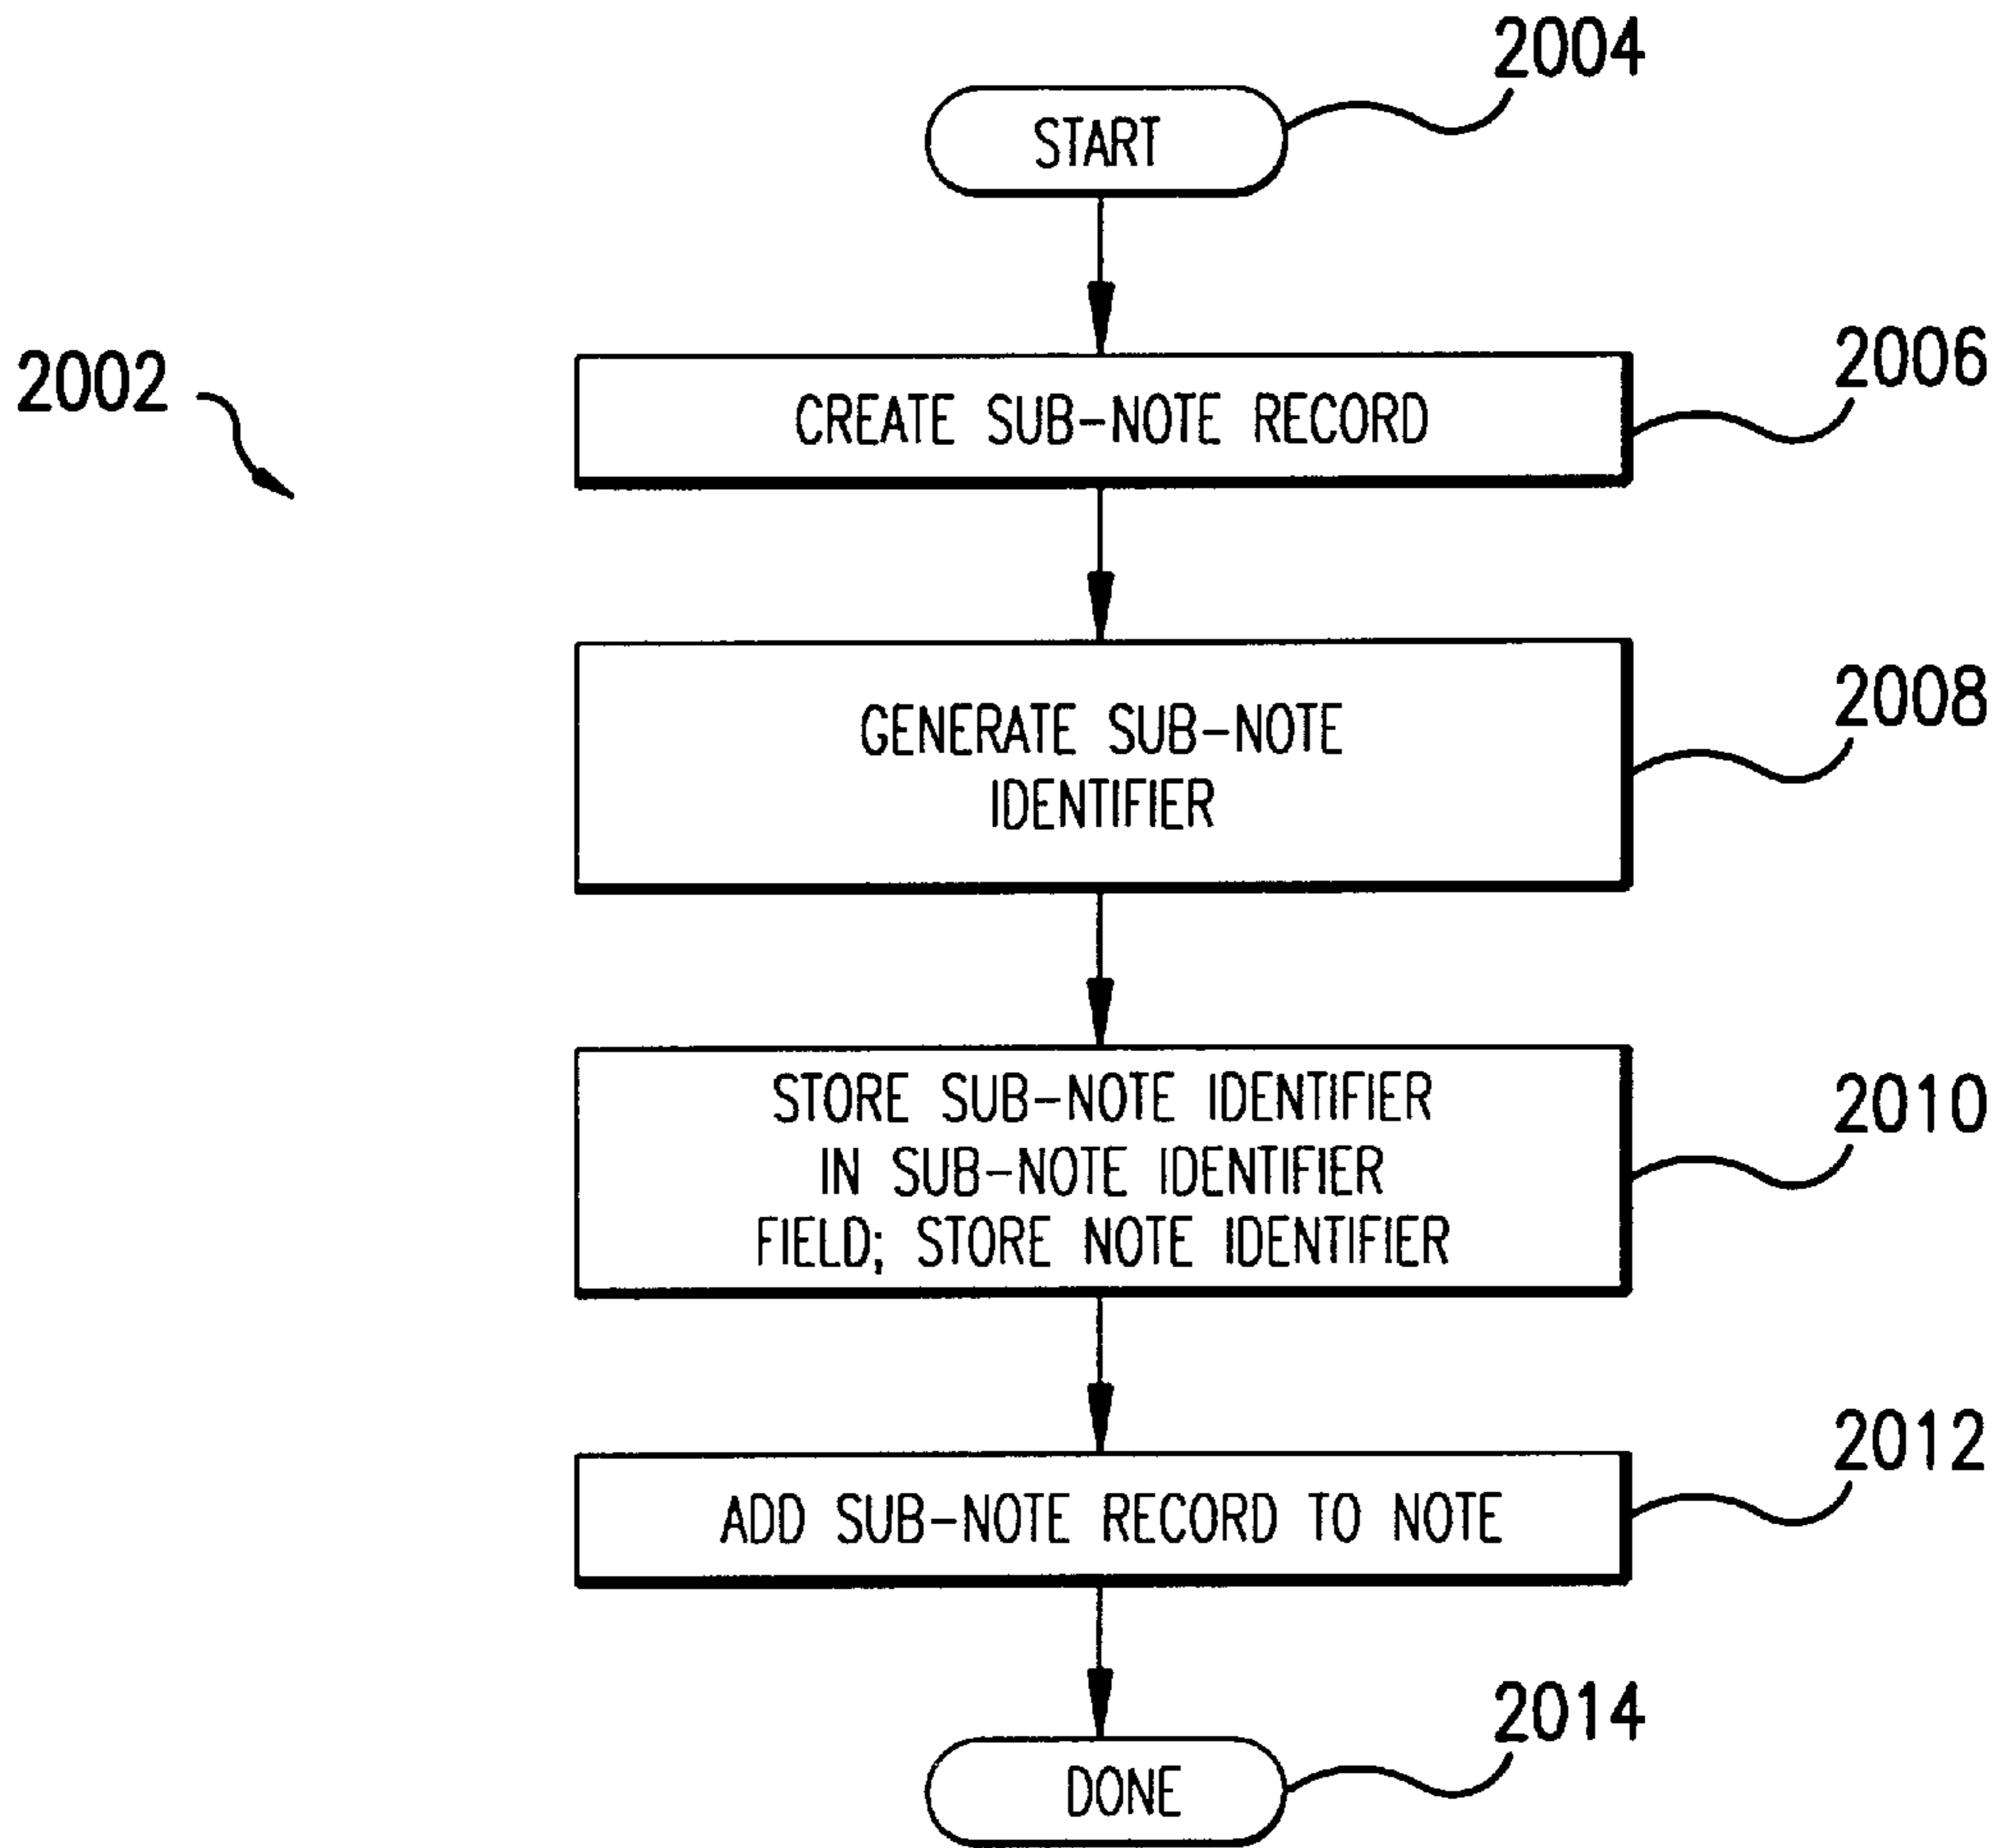 2004
START
2002
2006
CREATE SUB-NOTE RECORD
2008
GENERATE SUB-NOTE
IDENTIFIER
2010
STORE SUB-NOTE IDENTIFIER
IN SUB-NOTE IDENTIFIER
FIELD; STORE NOTE IDENTIFIER
2012
ADD SUB-NOTE RECORD TO NOTE
2014
DONE